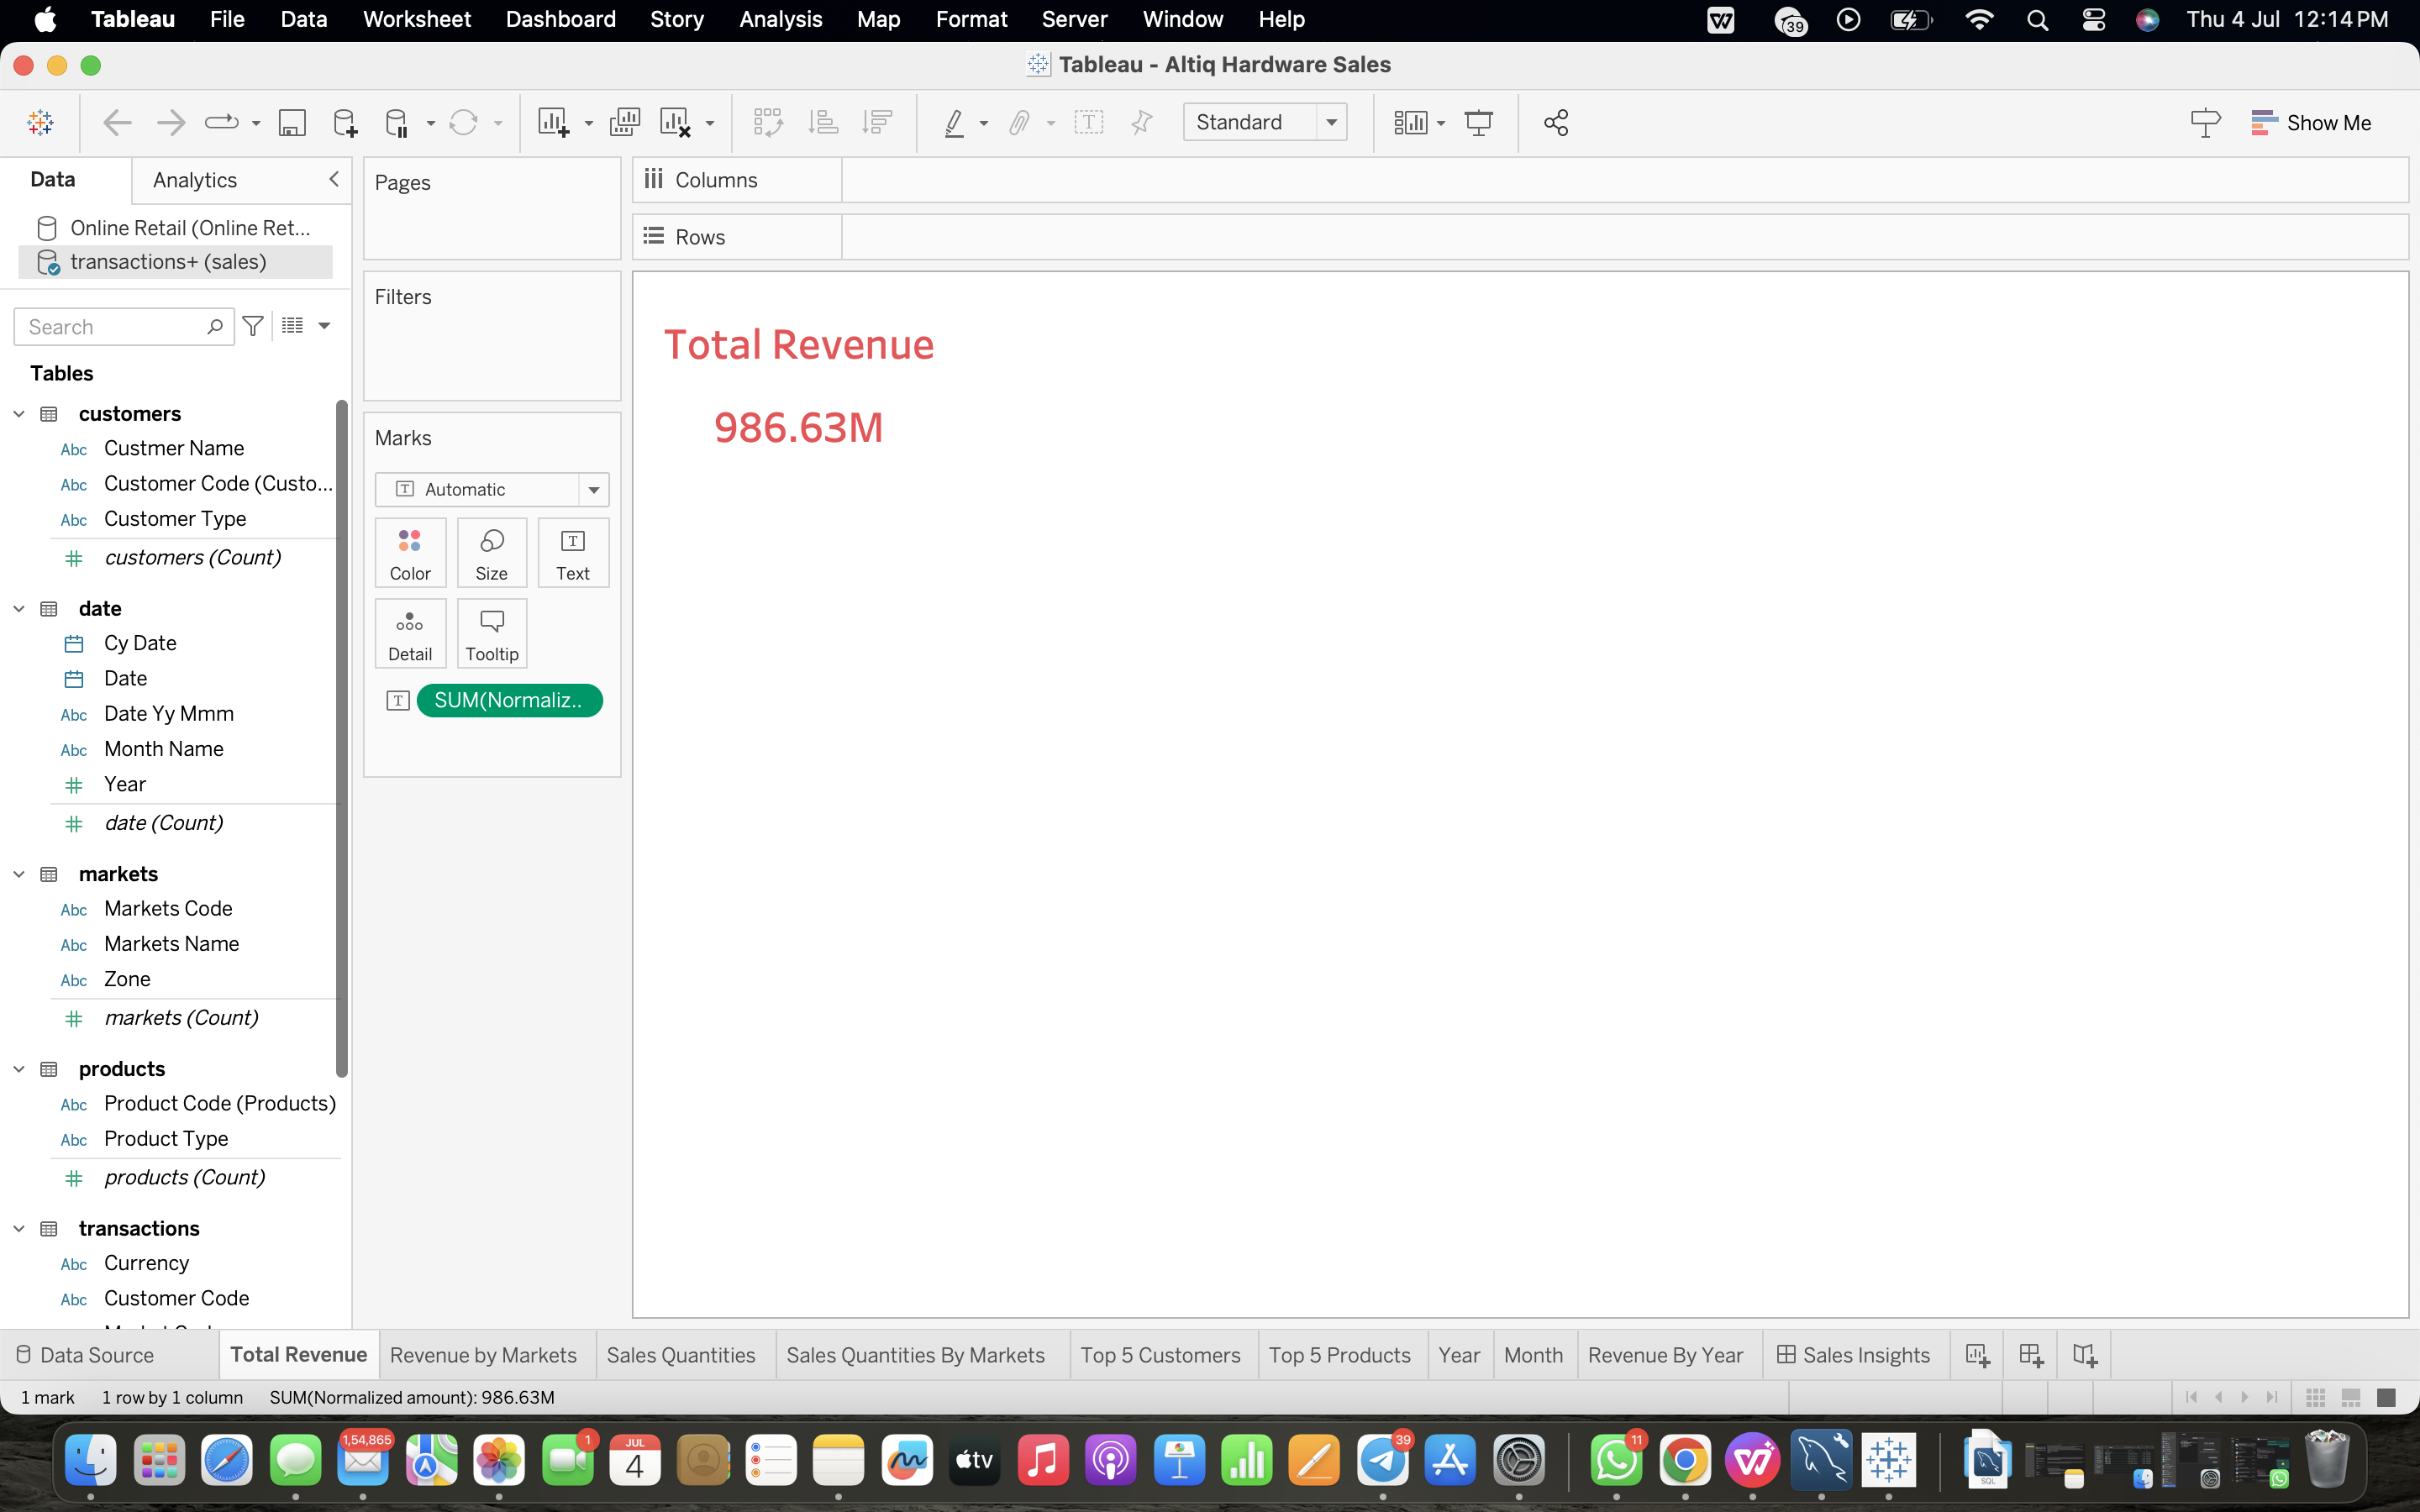 Tableau File Data Worksheet Dashboard Story Analysis Map Format Server Window Help 39 Thu 4 Jul 12:14 PM
Tableau - Altiq Hardware Sales
Standard Show Me
Data Analytics
Online Retail (Online Ret...
transactions+ (sales)
Search
Tables
customers
Abc Custmer Name
Abc Customer Code (Custo...
Abc Customer Type
# customers (Count)
date
Cy Date
Date
Abc Date Yy Mmm
Abc Month Name
# Year
# date (Count)
markets
Abc Markets Code
Abc Markets Name
Abc Zone
# markets (Count)
products
Abc Product Code (Products)
Abc Product Type
# products (Count)
transactions
Abc Currency
Abc Customer Code
Pages
Filters
Marks
T Automatic
Color Size T Text
Detail Tooltip
T SUM(Normaliz..
Columns
Rows
Total Revenue
986.63M
Data Source Total Revenue Revenue by Markets Sales Quantities Sales Quantities By Markets Top 5 Customers Top 5 Products Year Month Revenue By Year Sales Insights
1 mark 1 row by 1 column SUM(Normalized amount): 986.63M
1,54,865 1 JUL 4 tv 39 11 SQL